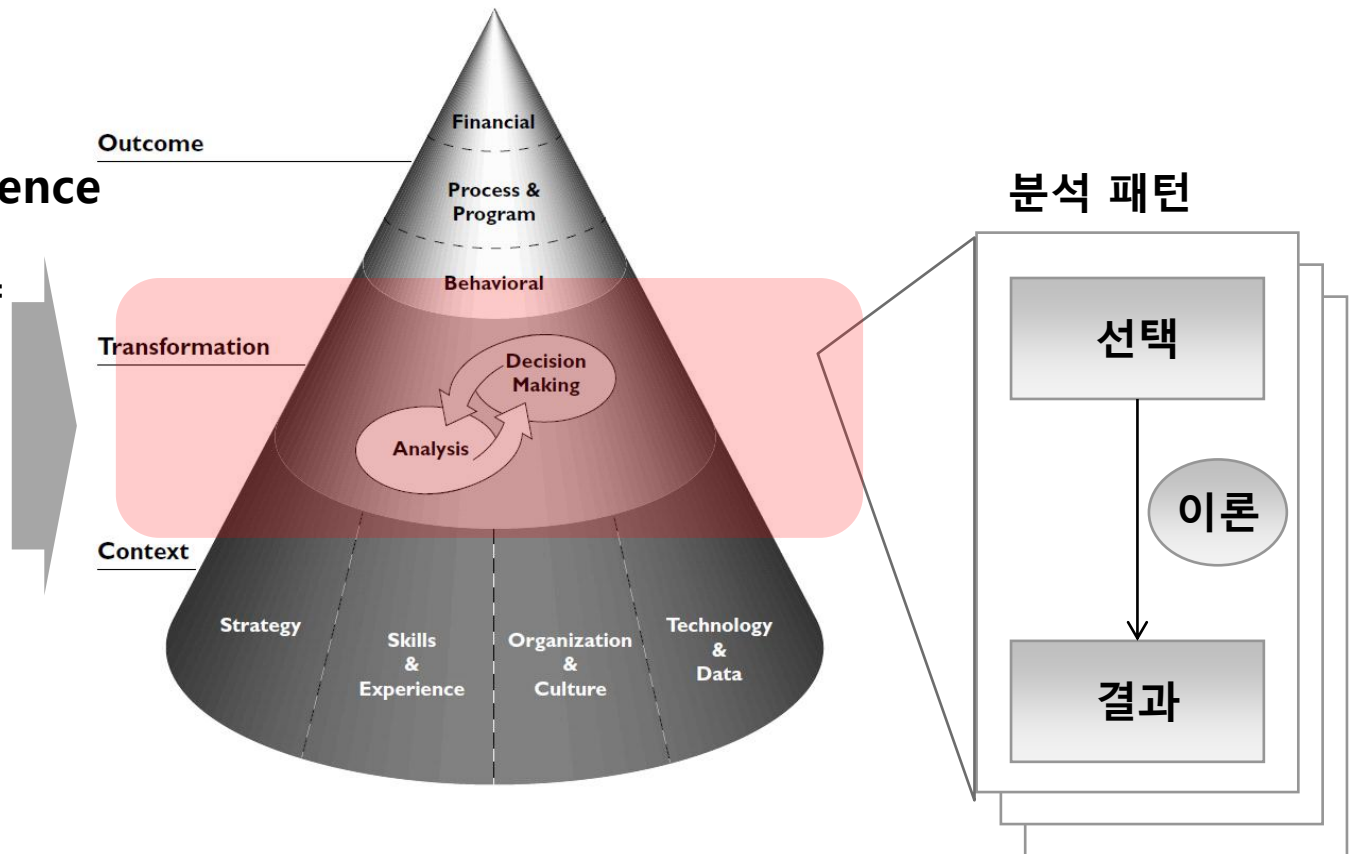 Outcome
ence
Transformation
Context
Financial
Process &
Program
Behavioral
Decision
Making
Analysis
Strategy
Skills
&
Experience
Organization
&
Culture
Technology
&
Data
분석 패턴
선택
이론
결과